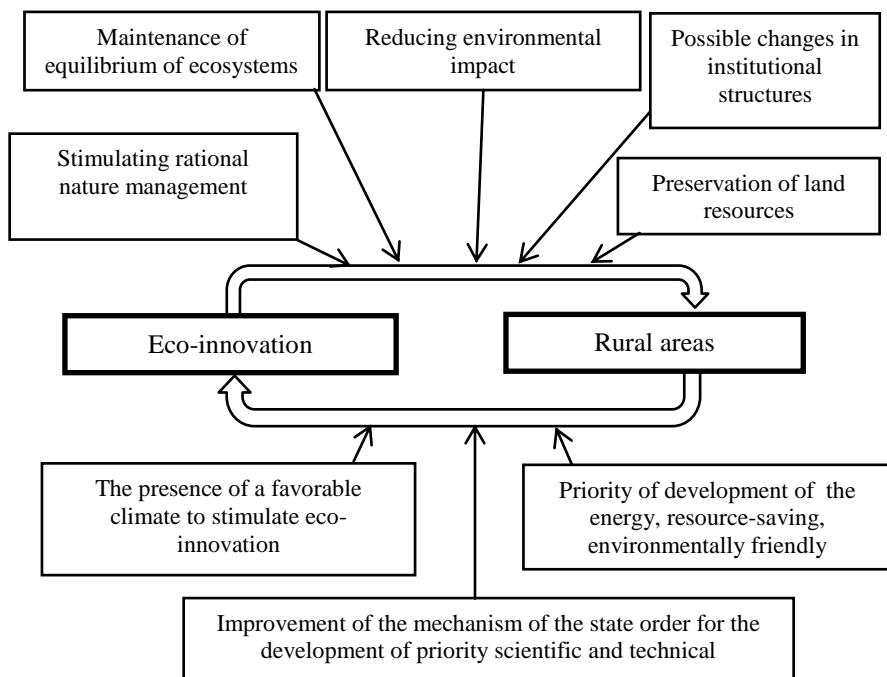 Maintenance of
equilibrium of ecosystems
Reducing environmental
impact
Possible changes in
institutional
structures
Stimulating rational
nature management
Preservation of land
resources
Eco-innovation
Rural areas
The presence of a favorable
climate to stimulate eco-
innovation
Priority of development of the
energy, resource-saving,
environmentally friendly
Improvement of the mechanism of the state order for the
development of priority scientific and technical